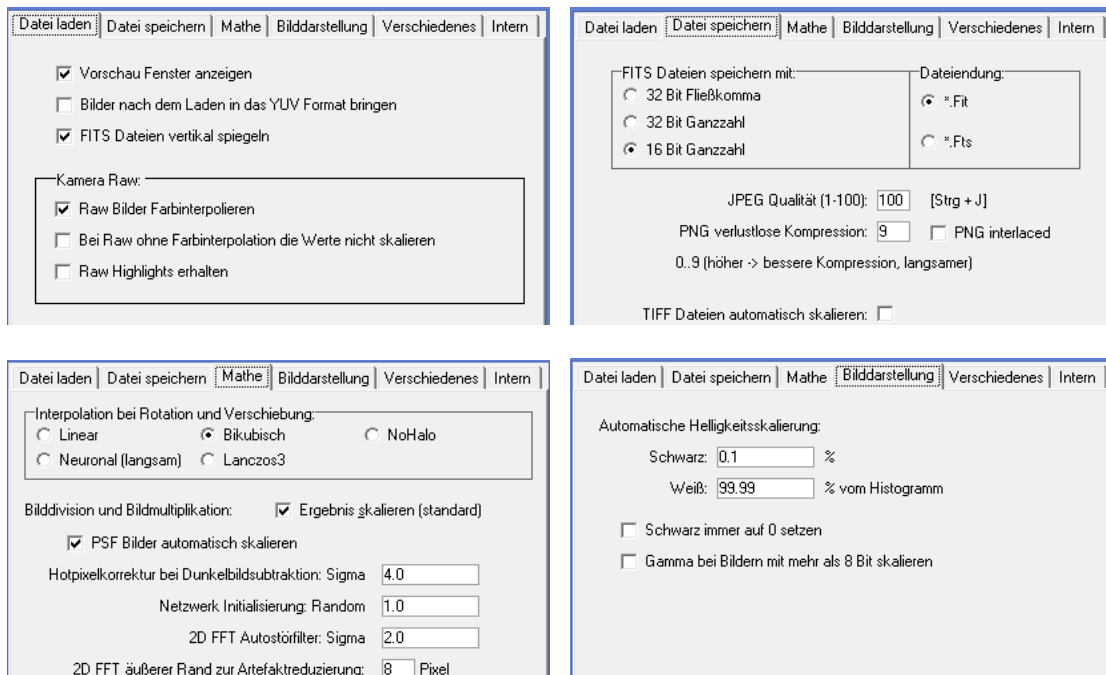 Datei laden Datei speichern Mathe Bilddarstellung Verschiedenes Intern
Vorschau Fenster anzeigen
Bilder nach dem Laden in das YUV Format bringen
FITS Dateien vertikal spiegeln
Kamera Raw:
Raw Bilder Farbinterpolieren
Bei Raw ohne Farbinterpolation die Werte nicht skalieren
Raw Highlights erhalten
Datei laden Datei speichern Mathe Bilddarstellung Verschiedenes Intern
FITS Dateien speichern mit: Dateiendung:
32 Bit Fließkomma *.Fit
32 Bit Ganzzahl
16 Bit Ganzzahl *.Fts
JPEG Qualität (1-100): 100 [Strg + J]
PNG verlustlose Kompression: 9 PNG interlaced
0..9 (höher -> bessere Kompression, langsamer)
TIFF Dateien automatisch skalieren:
Datei laden Datei speichern Mathe Bilddarstellung Verschiedenes Intern
Interpolation bei Rotation und Verschiebung:
Linear Bikubisch NoHalo
Neuronal (langsam) Lanczos3
Bilddivision und Bildmultiplikation: Ergebnis skalieren (standard)
PSF Bilder automatisch skalieren
Hotpixelkorrektur bei Dunkelbildsubtraktion: Sigma 4.0
Netzwerk Initialisierung: Random 1.0
2D FFT Autostörfilter: Sigma 2.0
2D FFT äußerer Rand zur Artefaktreduzierung: 8 Pixel
Datei laden Datei speichern Mathe Bilddarstellung Verschiedenes Intern
Automatische Helligkeitsskalierung:
Schwarz: 0.1 %
Weiß: 99.99 % vom Histogramm
Schwarz immer auf 0 setzen
Gamma bei Bildern mit mehr als 8 Bit skalieren